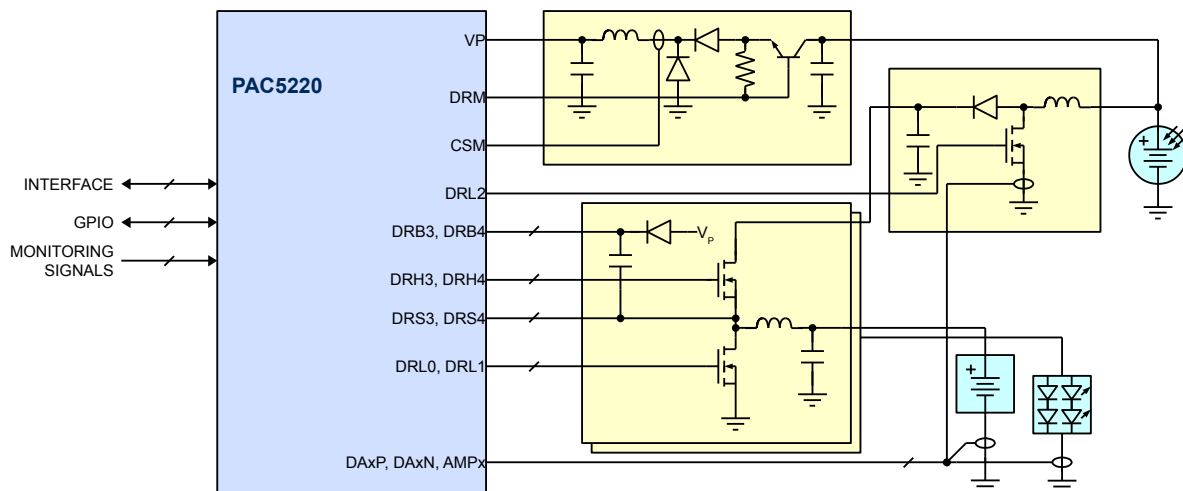 VP
PAC5220
DRM
CSM
INTERFACE
DRL2
GPIO
DRB3, DRB4
VP
MONITORING
SIGNALS
DRH3, DRH4
DRS3, DRS4
DRL0, DRL1
DAxP, DAxN, AMPx
+
+